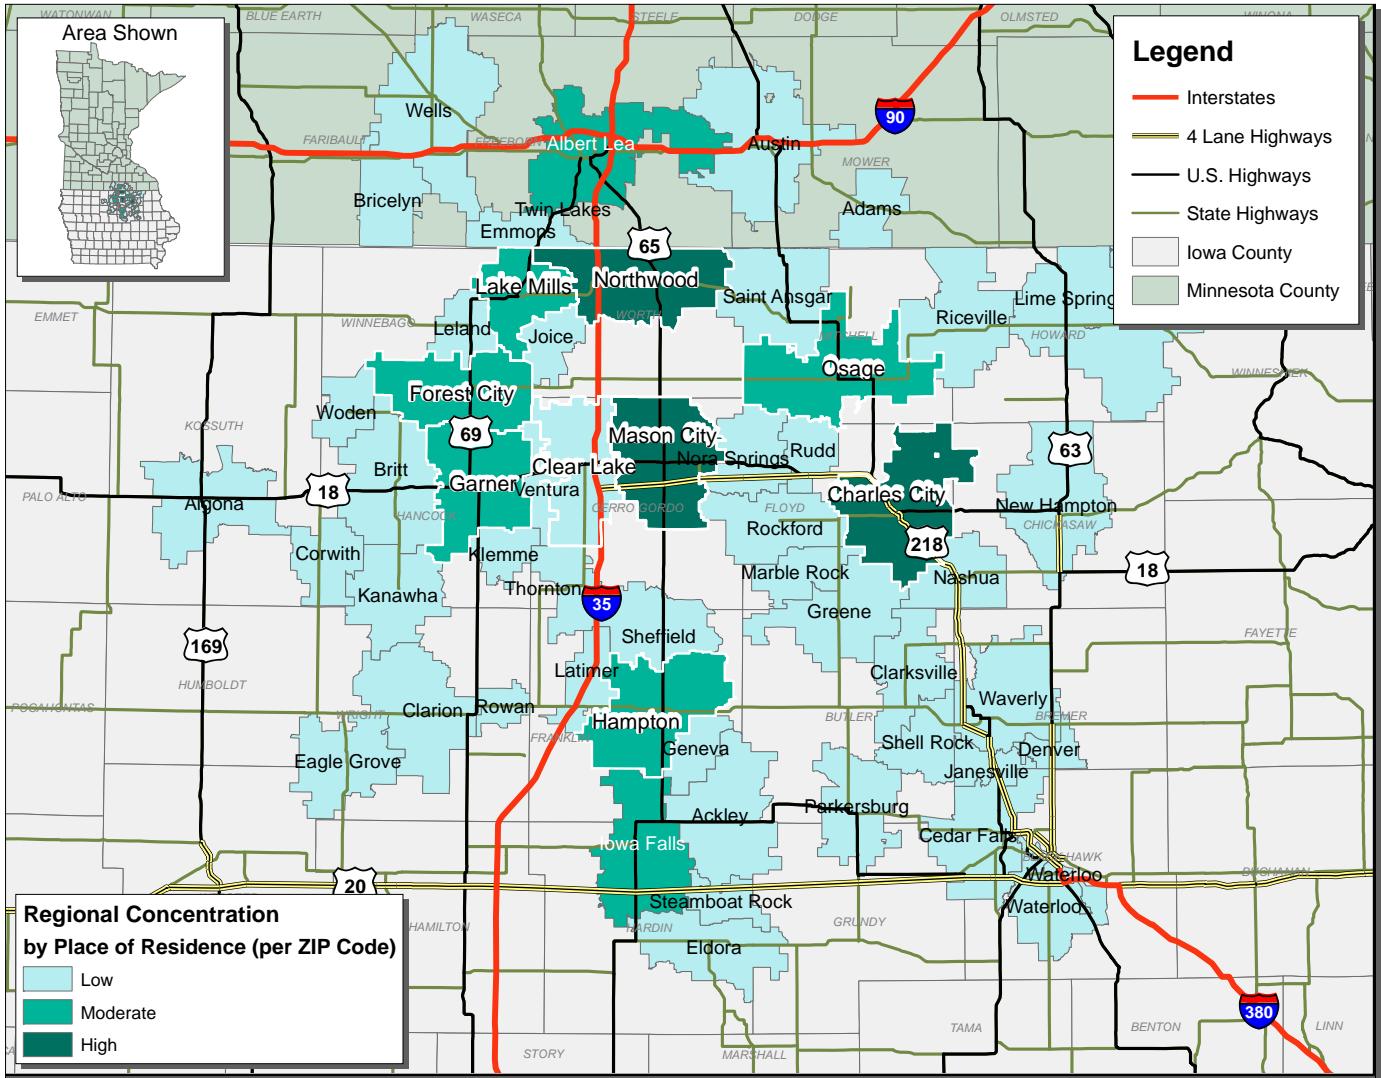 WATONWAN
BLUE EARTH
WASECA
STEELE
DODGE
OLMSTED
Area Shown
Legend
Interstates
4 Lane Highways
U.S. Highways
State Highways
Iowa County
Minnesota County
Wells
90
FARIBAULT
FREEBORN
Albert Lea
Austin
MOWER
Bricelyn
Twin Lakes
Adams
Emmons
65
Lake Mills
Northwood
Saint Ansgar
Lime Spring
Riceville
EMMET
WINNEBAGO
WORTH
Leland
Joice
MITCHELL
HOWARD
Osage
WINNESHIEK
Forest City
Woden
KOSSUTH
69
Mason City
63
Rudd
Nora Springs
Clear Lake
Britt
Garner
Ventura
18
PALO ALTO
Algona
Charles City
New Hampton
HANCOCK
CERRO GORDO
FLOYD
Rockford
CHICKASAW
218
Corwith
Klemme
18
Marble Rock
Nashua
Thornton
Kanawha
35
Greene
169
Sheffield
FAYETTE
Latimer
Clarksville
HUMBOLDT
Waverly
POCAHONTAS
WRIGHT
Clarion
Rowan
Hampton
BUTLER
BREMER
FRANKLIN
Geneva
Shell Rock
Denver
Eagle Grove
Janesville
Parkersburg
Ackley
Cedar Falls
Iowa Falls
Waterloo
BUCHANAN
20
Steamboat Rock
Waterloo
HAMILTON
HARDIN
GRUNDY
Eldora
Regional Concentration
by Place of Residence (per ZIP Code)
Low
Moderate
High
380
STORY
MARSHALL
TAMA
BENTON
LINN